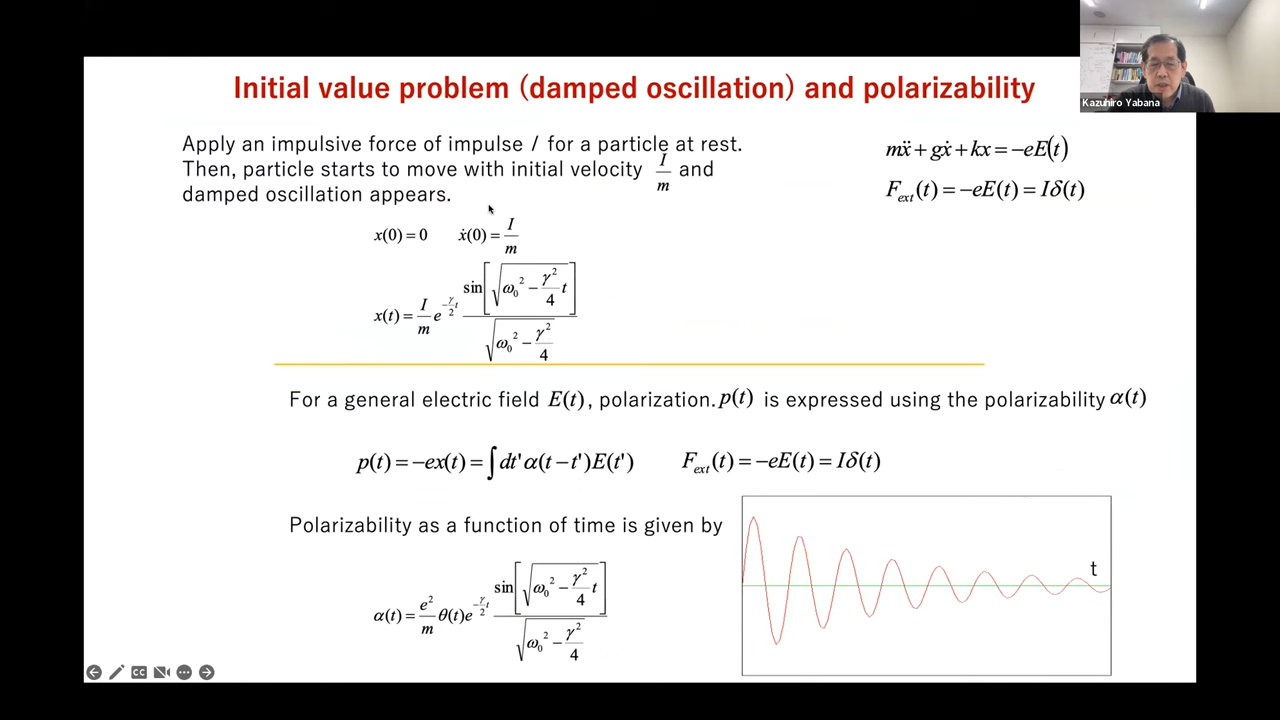 Initial value problem (damped oscillation) and polarizability
Kazuhiro Yabana
Apply an impulsive force of impulse I for a particle at rest.
Then, particle starts to move with initial velocity I/m and
damped oscillation appears.
mẍ + gẋ + kx = −eE(t)
F_ext(t) = −eE(t) = Iδ(t)
x(0) = 0 ẋ(0) = I/m
x(t) = I/m e^{−γ/2 t} sin[√(ω₀² − γ²/4 t)] / √(ω₀² − γ²/4)
For a general electric field E(t), polarization. p(t) is expressed using the polarizability α(t)
p(t) = −ex(t) = ∫dt'α(t−t')E(t') F_ext(t) = −eE(t) = Iδ(t)
Polarizability as a function of time is given by
α(t) = e²/m θ(t)e^{−γ/2 t} sin[√(ω₀² − γ²/4 t)] / √(ω₀² − γ²/4)
t
CC